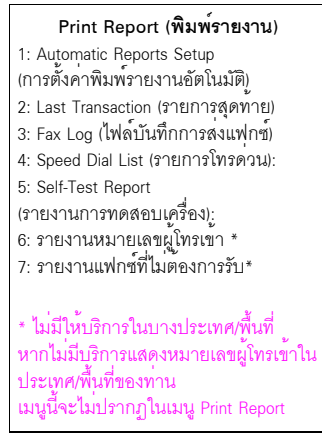 Print Report (พิมพ์รายงาน)
1: Automatic Reports Setup
(การตั้งค่าพิมพ์รายงานอัตโนมัติ)
2: Last Transaction (รายการสุดท้าย)
3: Fax Log (ไฟล์บันทึกการส่งแฟกซ์)
4: Speed Dial List (รายการโทรด่วน):
5: Self-Test Report
(รายงานการทดสอบเครื่อง):
6: รายงานหมายเลขผู้โทรเข้า *
7: รายงานแฟกซ์ที่ไม่ต้องการรับ*
* ไม่มีให้บริการในบางประเทศ/พื้นที่
หากไม่มีบริการแสดงหมายเลขผู้โทรเข้าใน
ประเทศ/พื้นที่ของท่าน
เมนูนี้จะไม่ปรากฏในเมนู Print Report